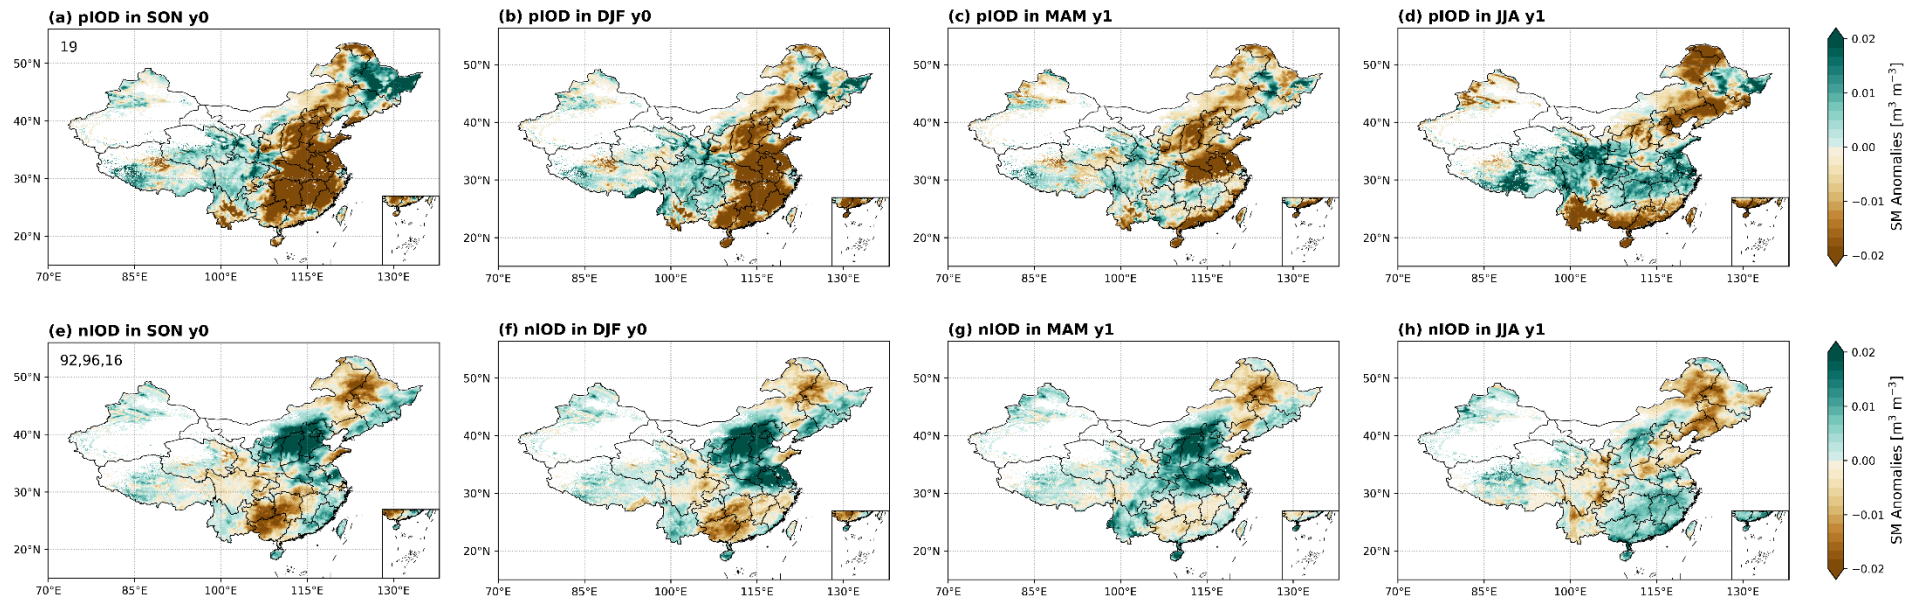 (a) pIOD in SON y0
(b) pIOD in DJF y0
(c) pIOD in MAM y1
(d) pIOD in JJA y1
19
50°N
40°N
30°N
20°N
70°E
85°E
100°E
115°E
130°E
50°N
40°N
30°N
20°N
70°E
85°E
100°E
115°E
130°E
50°N
40°N
30°N
20°N
70°E
85°E
100°E
115°E
130°E
50°N
40°N
30°N
20°N
70°E
85°E
100°E
115°E
130°E
0.02
0.01
0.00
−0.01
−0.02
SM Anomalies [m³ m⁻³]
(e) nIOD in SON y0
(f) nIOD in DJF y0
(g) nIOD in MAM y1
(h) nIOD in JJA y1
92,96,16
50°N
40°N
30°N
20°N
70°E
85°E
100°E
115°E
130°E
50°N
40°N
30°N
20°N
70°E
85°E
100°E
115°E
130°E
50°N
40°N
30°N
20°N
70°E
85°E
100°E
115°E
130°E
50°N
40°N
30°N
20°N
70°E
85°E
100°E
115°E
130°E
0.02
0.01
0.00
−0.01
−0.02
SM Anomalies [m³ m⁻³]